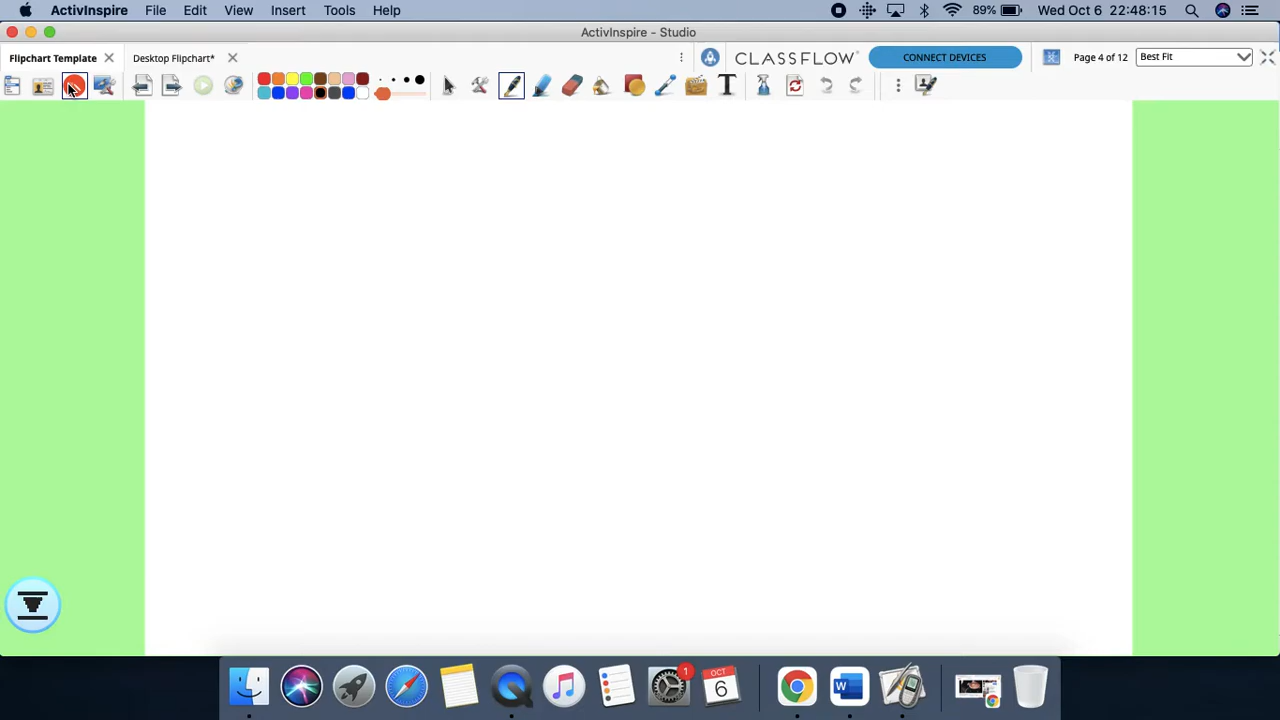 ActivInspire File Edit View Insert Tools Help 89% Wed Oct 6 22:48:15
ActivInspire - Studio
Flipchart Template Desktop Flipchart* CLASSFLOW CONNECT DEVICES Page 4 of 12 Best Fit
T
1
OCT
6